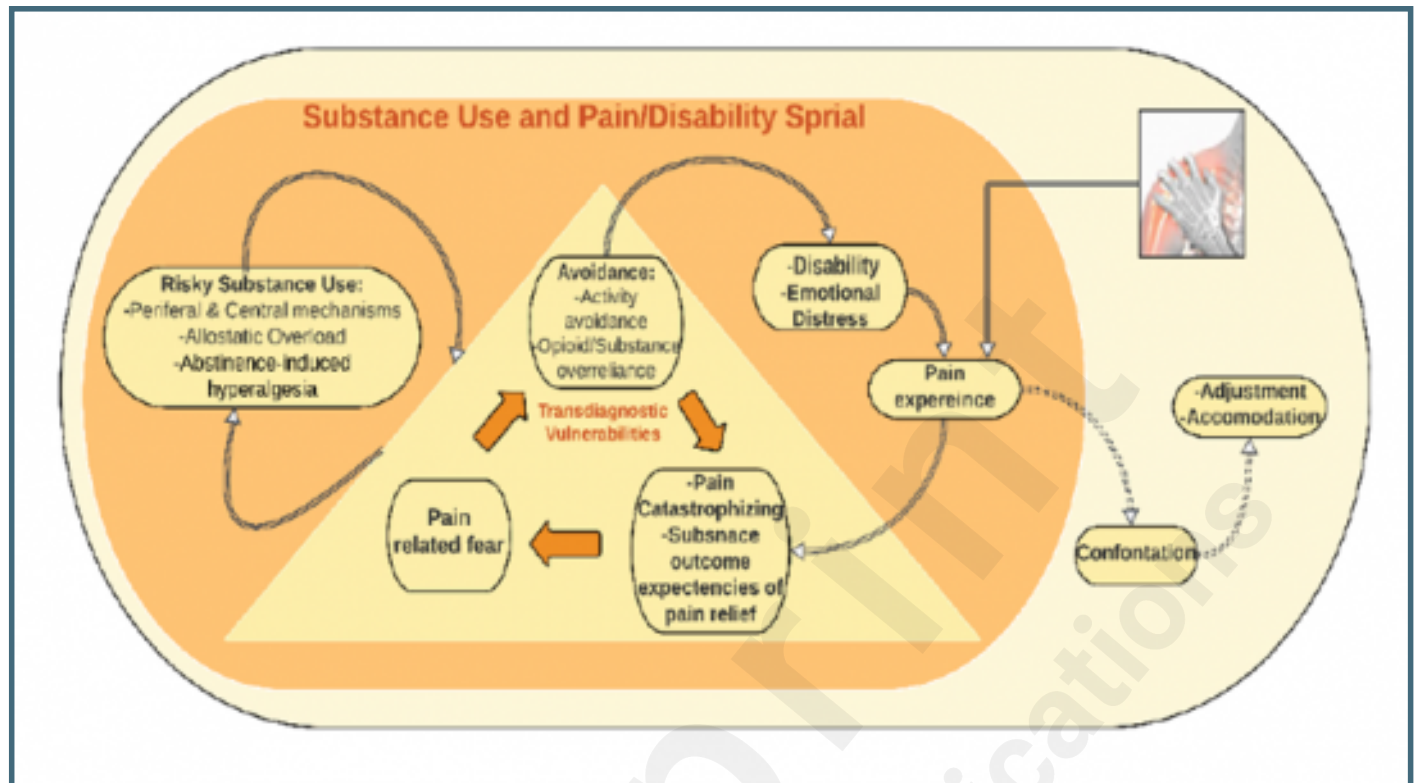 Substance Use and Pain/Disability Sprial
Risky Substance Use:
-Periferal & Central mechanisms
-Allostatic Overload
-Abstinence-induced
hyperalgesia
Avoidance:
-Activity
avoidance
-Opioid/Substance
overreliance
-Disability
-Emotional
Distress
Pain
expereince
-Adjustment
-Accomodation
Transdiagnostic
Vulnerabilities
Pain
related fear
-Pain
Catastrophizing
-Subsnace
outcome
expectencies of
pain relief
Confontation
print
cations